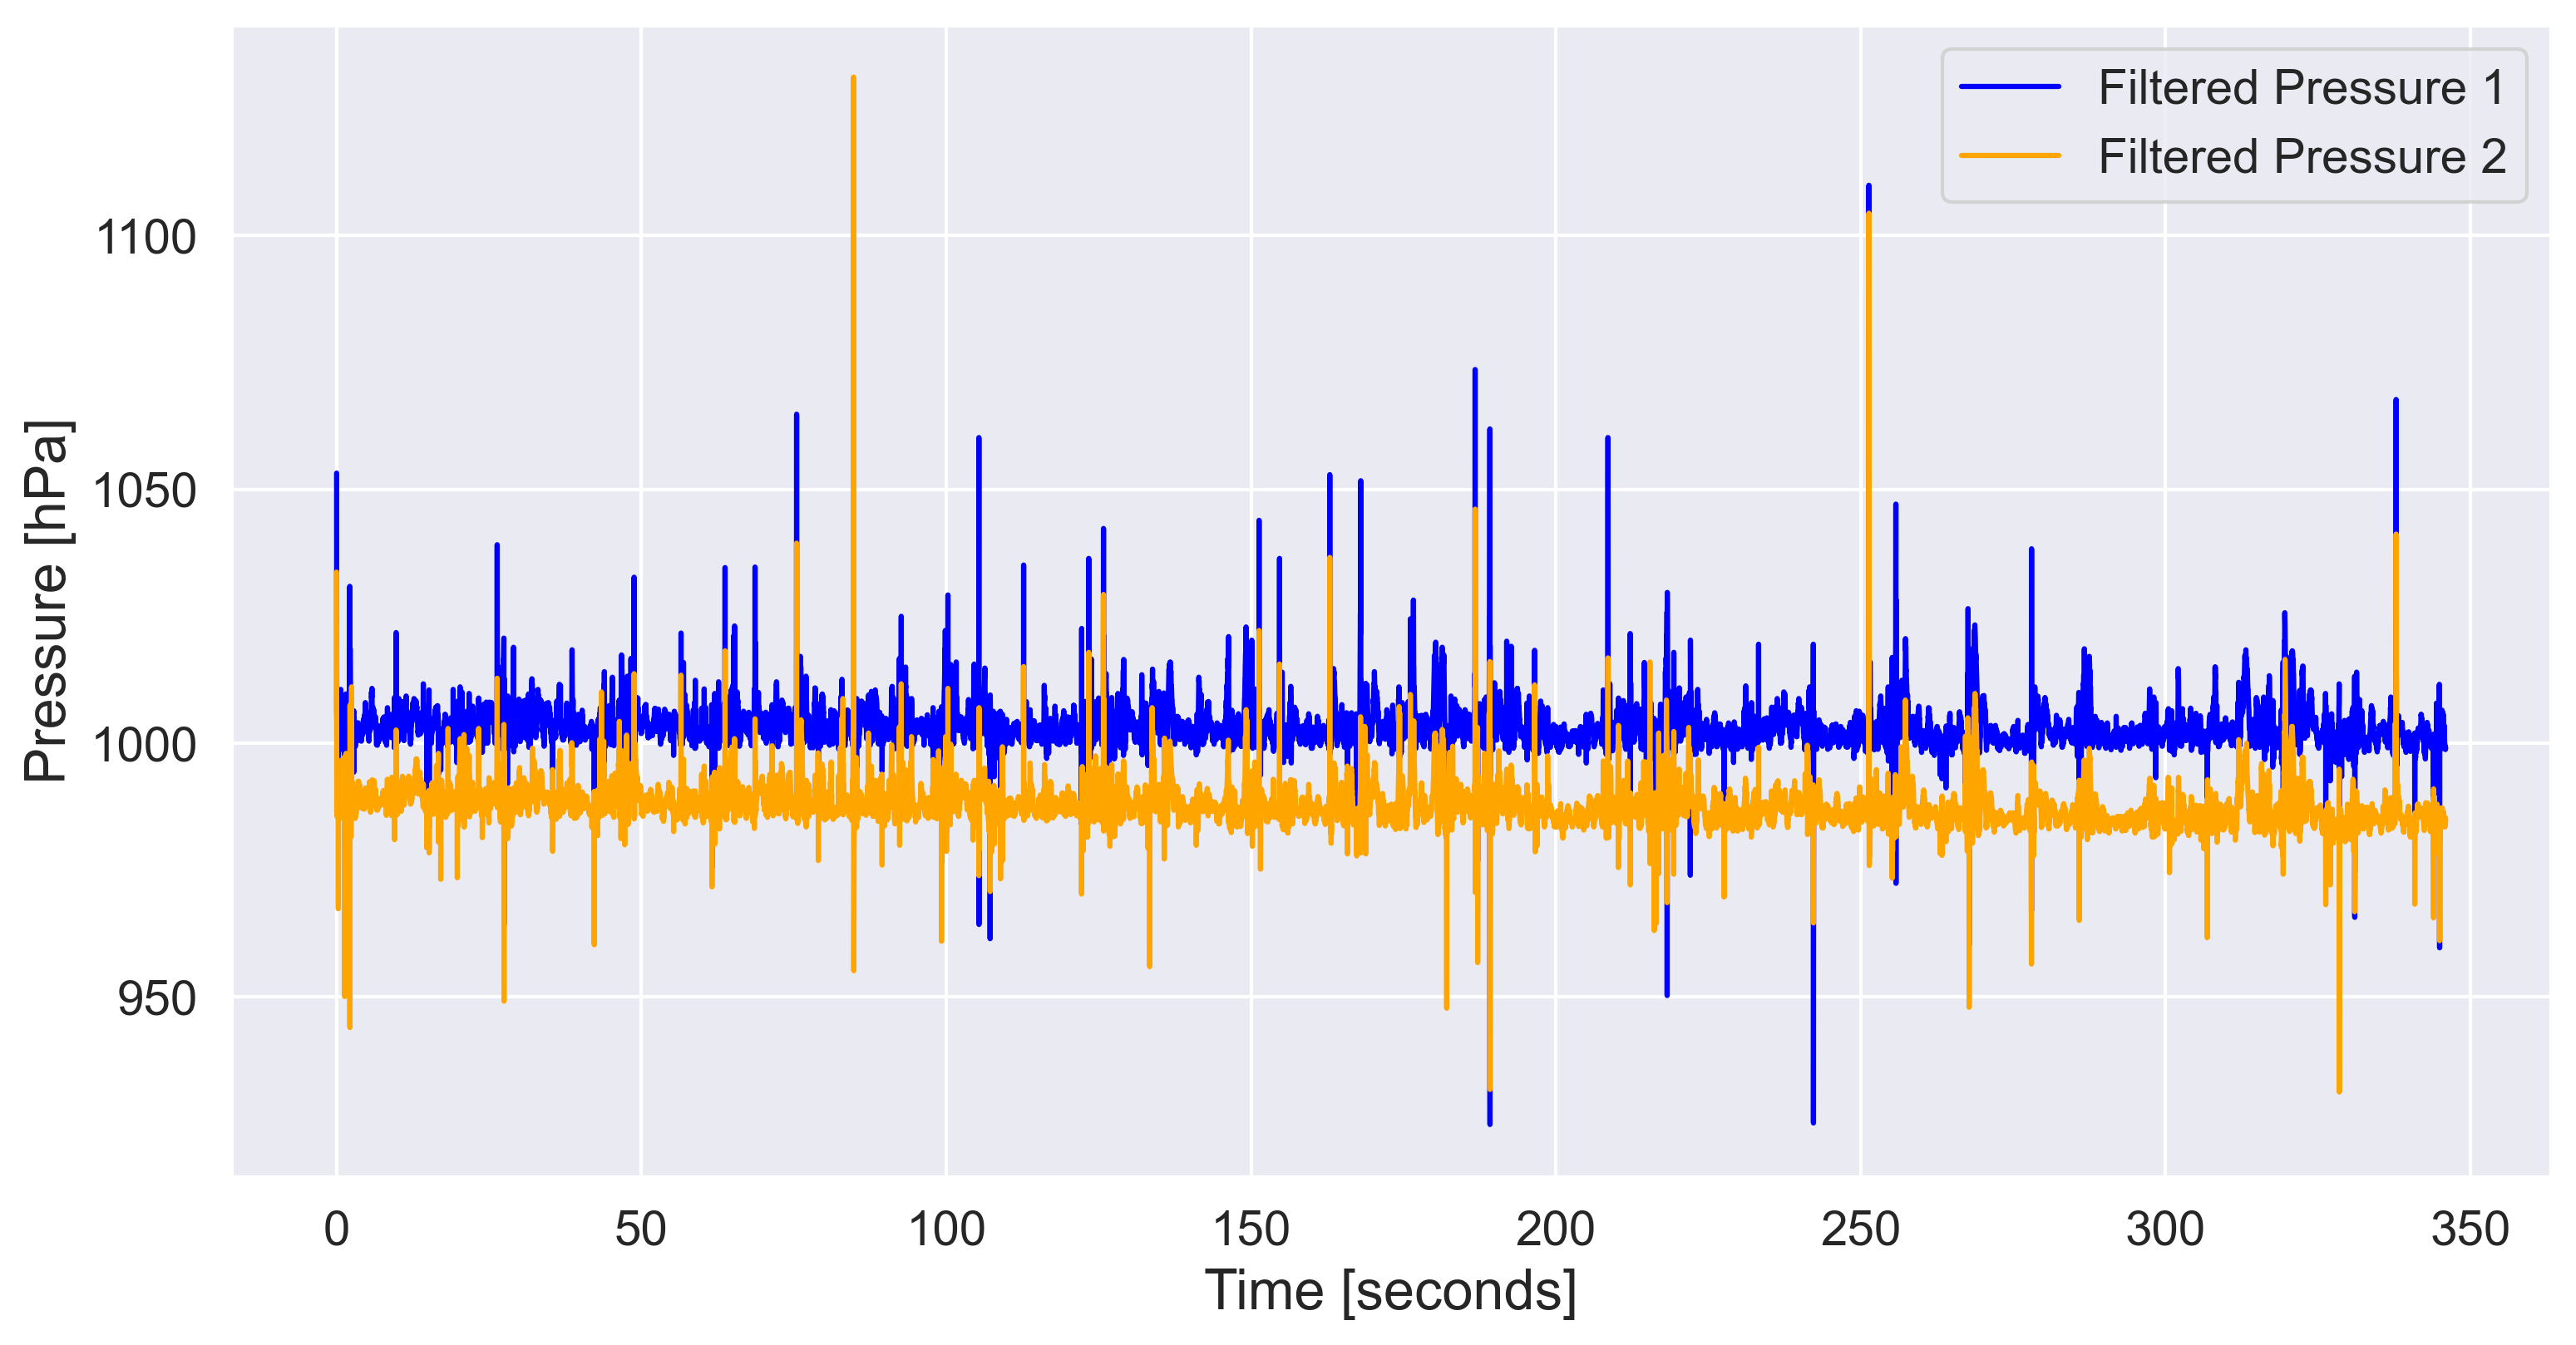 Filtered Pressure 1
Filtered Pressure 2
1100
1050
1000
950
Pressure [hPa]
0 50 100 150 200 250 300 350
Time [seconds]